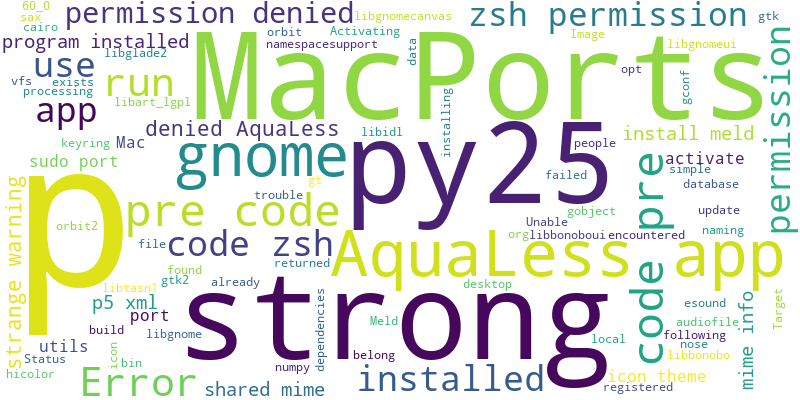 60_0
sax
cairo
permission denied
libgnomecanvas
zsh permission
gtk
program installed
orbit
Activating
namespacesupport
data
Image
libgnomeui
libglade2
use
vfs
exists
processing
run
MacPorts
opt
gconf
permission
app
libart_lgpl
keyring
Mac
denied AquaLess
libidl
installing
people
install meld
sudo port
gnome
py25
failed
simple
activate
database
p
strange warning
trouble
gt
pre code
orbit2
file
code zsh
gobject
org
libbonoboui
Unable
encountered
update
naming
code pre
found
returned
AquaLess app
libtasn1
gtk2
already
desktop
p5 xml
port
build
libgnome
strong
dependencies
Meld
belong
local
esound
audiofile
following
nose
libbonobo
mime info
Target
utils
Status
hicolor
icon
bin
Error
shared mime
numpy
installed
icon theme
registered